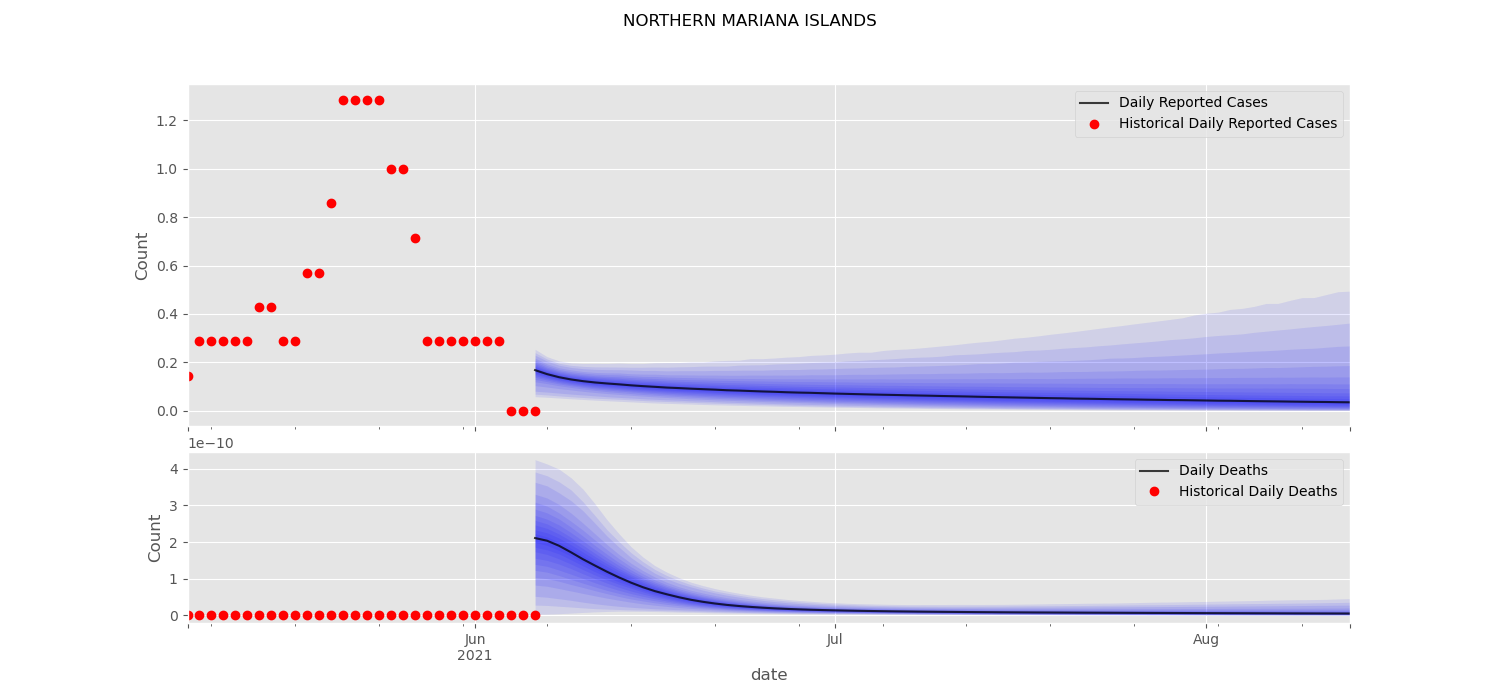 NORTHERN MARIANA ISLANDS
Daily Reported Cases
Historical Daily Reported Cases
1.2
1.0
0.8
0.6
0.4
0.2
0.0
Count
1e−10
Daily Deaths
Historical Daily Deaths
4
3
2
1
0
Count
Jun
2021
Jul
Aug
date